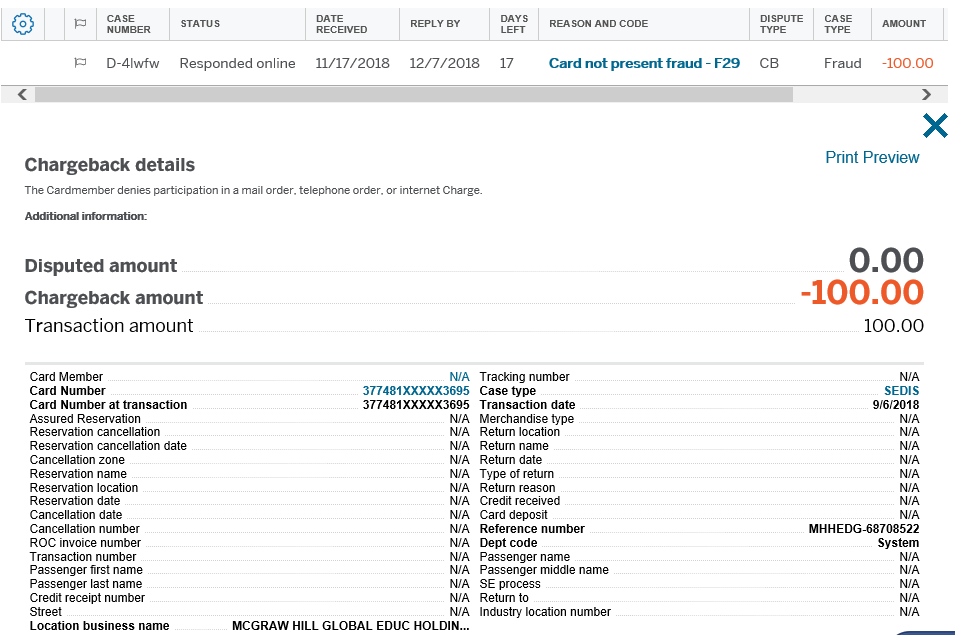 CASE NUMBER STATUS DATE RECEIVED REPLY BY DAYS LEFT REASON AND CODE DISPUTE TYPE CASE TYPE AMOUNT
D-4lwfw Responded online 11/17/2018 12/7/2018 17 Card not present fraud - F29 CB Fraud -100.00
Print Preview
Chargeback details
The Cardmember denies participation in a mail order, telephone order, or internet Charge.
Additional information:
Disputed amount 0.00
Chargeback amount -100.00
Transaction amount 100.00
Card Member N/A Tracking number N/A
Card Number 377481XXXXX3695 Case type SEDIS
Card Number at transaction 377481XXXXX3695 Transaction date 9/6/2018
Assured Reservation N/A Merchandise type N/A
Reservation cancellation N/A Return location N/A
Reservation cancellation date N/A Return name N/A
Cancellation zone N/A Return date N/A
Reservation name N/A Type of return N/A
Reservation location N/A Return reason N/A
Reservation date N/A Credit received N/A
Cancellation date N/A Card deposit N/A
Cancellation number N/A Reference number MHHEDG-68708522
ROC invoice number N/A Dept code System
Transaction number N/A Passenger name N/A
Passenger first name N/A Passenger middle name N/A
Passenger last name N/A SE process N/A
Credit receipt number N/A Return to N/A
Street N/A Industry location number N/A
Location business name MCGRAW HILL GLOBAL EDUC HOLDIN...